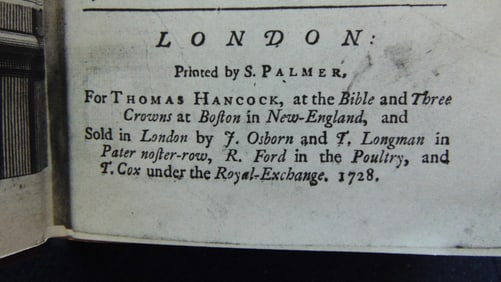 LONDON:
Printed by S. PALMER,
For THOMAS HANCOCK, at the Bible and Three
Crowns at Boſton in New-England, and
Sold in London by J. Osborn and T. Longman in
Pater noſter-row, R. Ford in the Poultry, and
T. Cox under the Royal-Exchange. 1728.